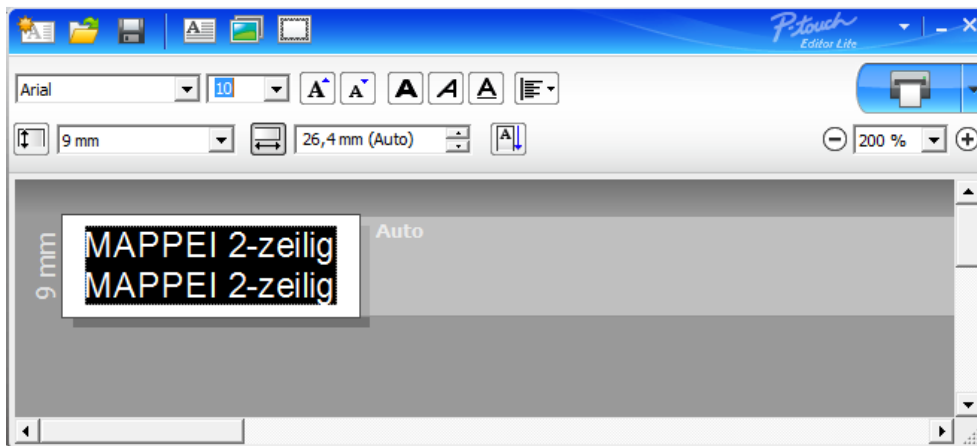 P-touch
Editor Lite
Arial
10
A A A A A
9 mm
26,4 mm (Auto)
A
200 %
9 mm
Auto
MAPPEI 2-zeilig
MAPPEI 2-zeilig